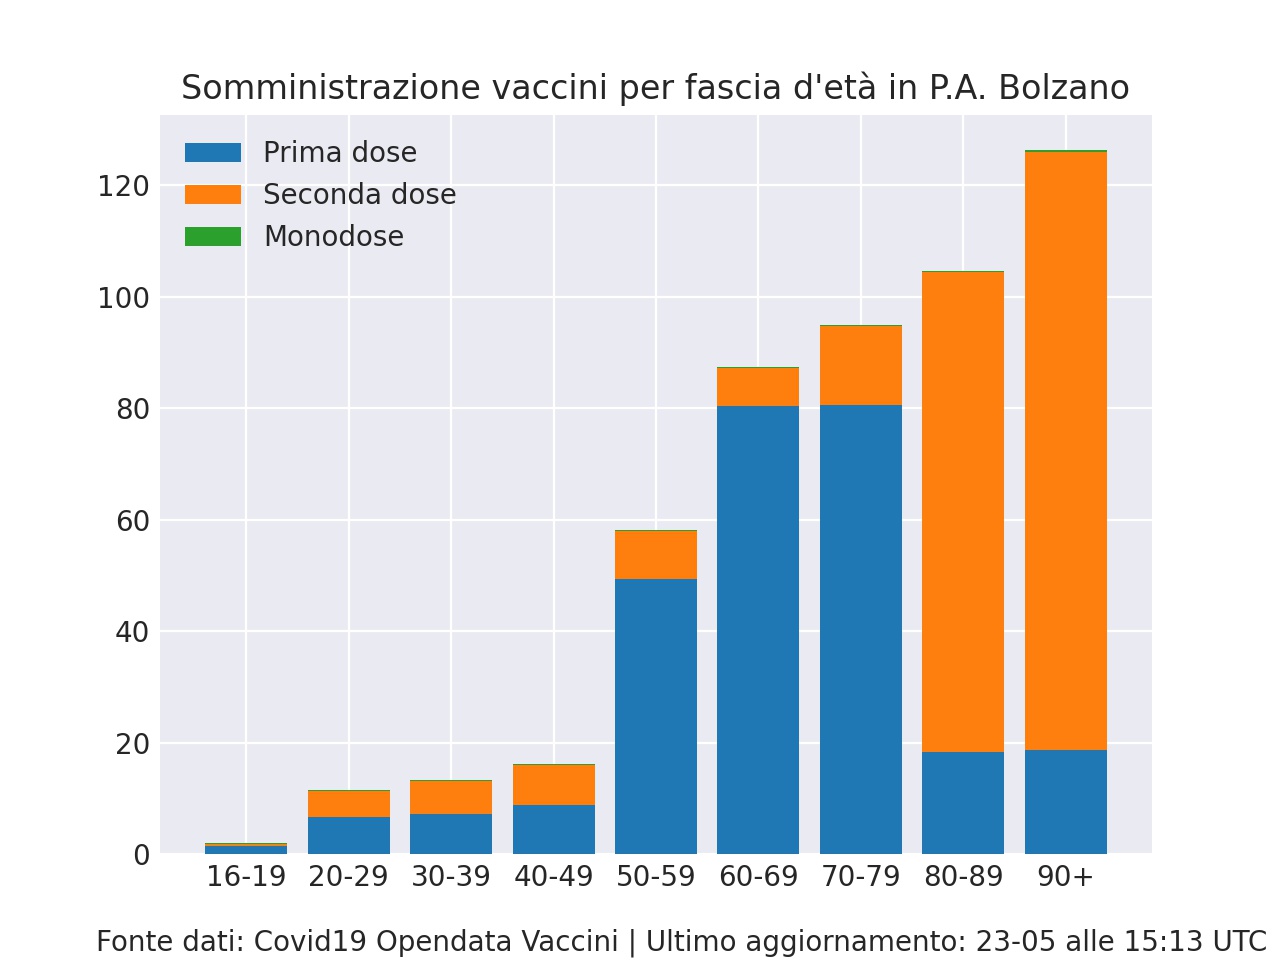 Somministrazione vaccini per fascia d'età in P.A. Bolzano
Prima dose
Seconda dose
Monodose
120
100
80
60
40
20
0
16-19 20-29 30-39 40-49 50-59 60-69 70-79 80-89 90+
Fonte dati: Covid19 Opendata Vaccini | Ultimo aggiornamento: 23-05 alle 15:13 UTC